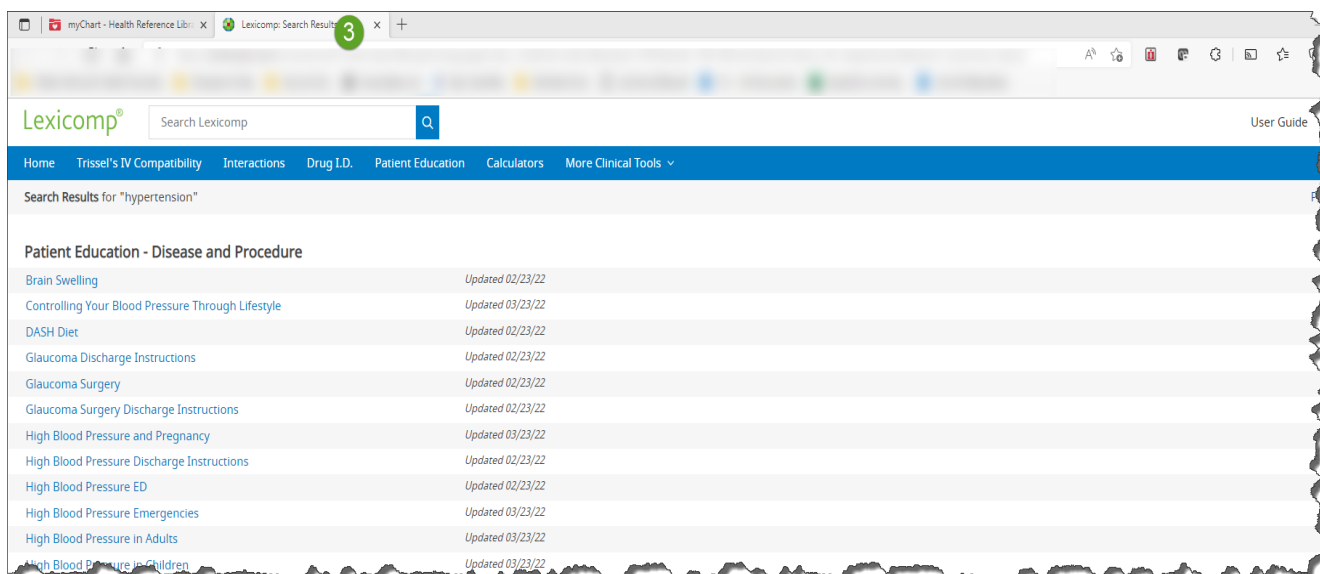 myChart - Health Reference Libr
Lexicomp: Search Results
3
Lexicomp®
Search Lexicomp
User Guide
Home Trissel's IV Compatibility Interactions Drug I.D. Patient Education Calculators More Clinical Tools
Search Results for "hypertension"
Patient Education - Disease and Procedure
Brain Swelling Updated 02/23/22
Controlling Your Blood Pressure Through Lifestyle Updated 03/23/22
DASH Diet Updated 02/23/22
Glaucoma Discharge Instructions Updated 02/23/22
Glaucoma Surgery Updated 02/23/22
Glaucoma Surgery Discharge Instructions Updated 02/23/22
High Blood Pressure and Pregnancy Updated 03/23/22
High Blood Pressure Discharge Instructions Updated 02/23/22
High Blood Pressure ED Updated 02/23/22
High Blood Pressure Emergencies Updated 03/23/22
High Blood Pressure in Adults Updated 03/23/22
High Blood Pressure in Children Updated 03/23/22